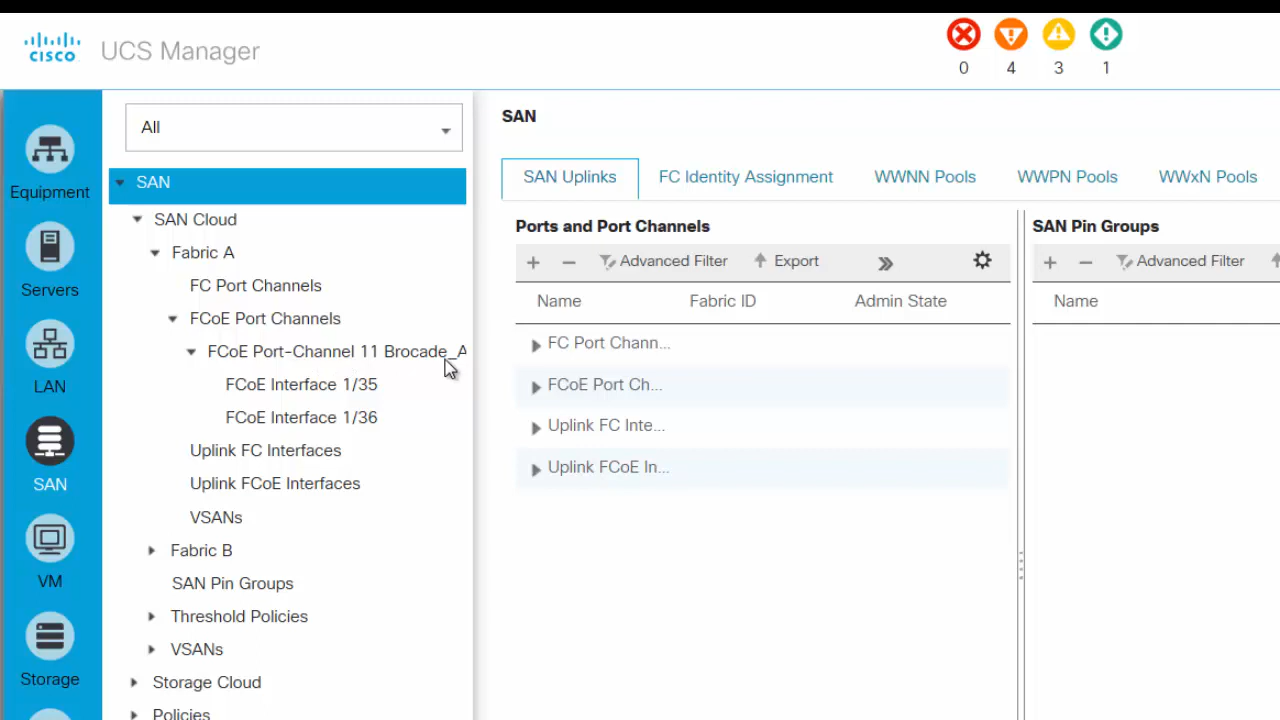 cisco UCS Manager
0 4 3 1
Equipment
Servers
LAN
SAN
VM
Storage
All
SAN
SAN Cloud
Fabric A
FC Port Channels
FCoE Port Channels
FCoE Port-Channel 11 Brocade_A
FCoE Interface 1/35
FCoE Interface 1/36
Uplink FC Interfaces
Uplink FCoE Interfaces
VSANs
Fabric B
SAN Pin Groups
Threshold Policies
VSANs
Storage Cloud
Policies
SAN
SAN Uplinks FC Identity Assignment WWNN Pools WWPN Pools WWxN Pools
Ports and Port Channels
+ − Advanced Filter Export »
Name Fabric ID Admin State
FC Port Chann...
FCoE Port Ch...
Uplink FC Inte...
Uplink FCoE In...
SAN Pin Groups
+ − Advanced Filter
Name